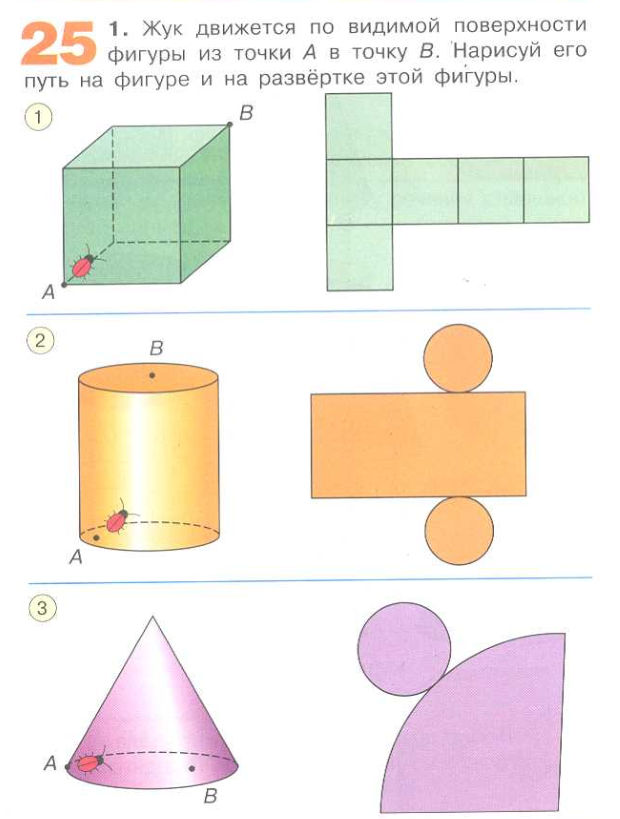 25 1. Жук движется по видимой поверхности
фигуры из точки A в точку B. Нарисуй его
путь на фигуре и на развёртке этой фигуры.
1
B
A
2
B
A
3
A
B